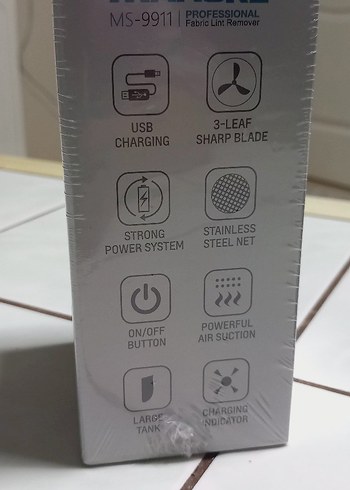 MS-9911 | PROFESSIONAL
Fabric Lint Remover
USB
CHARGING
3-LEAF
SHARP BLADE
STRONG
POWER SYSTEM
STAINLESS
STEEL NET
ON/OFF
BUTTON
POWERFUL
AIR SUCTION
LARGE
TANK
CHARGING
INDICATOR